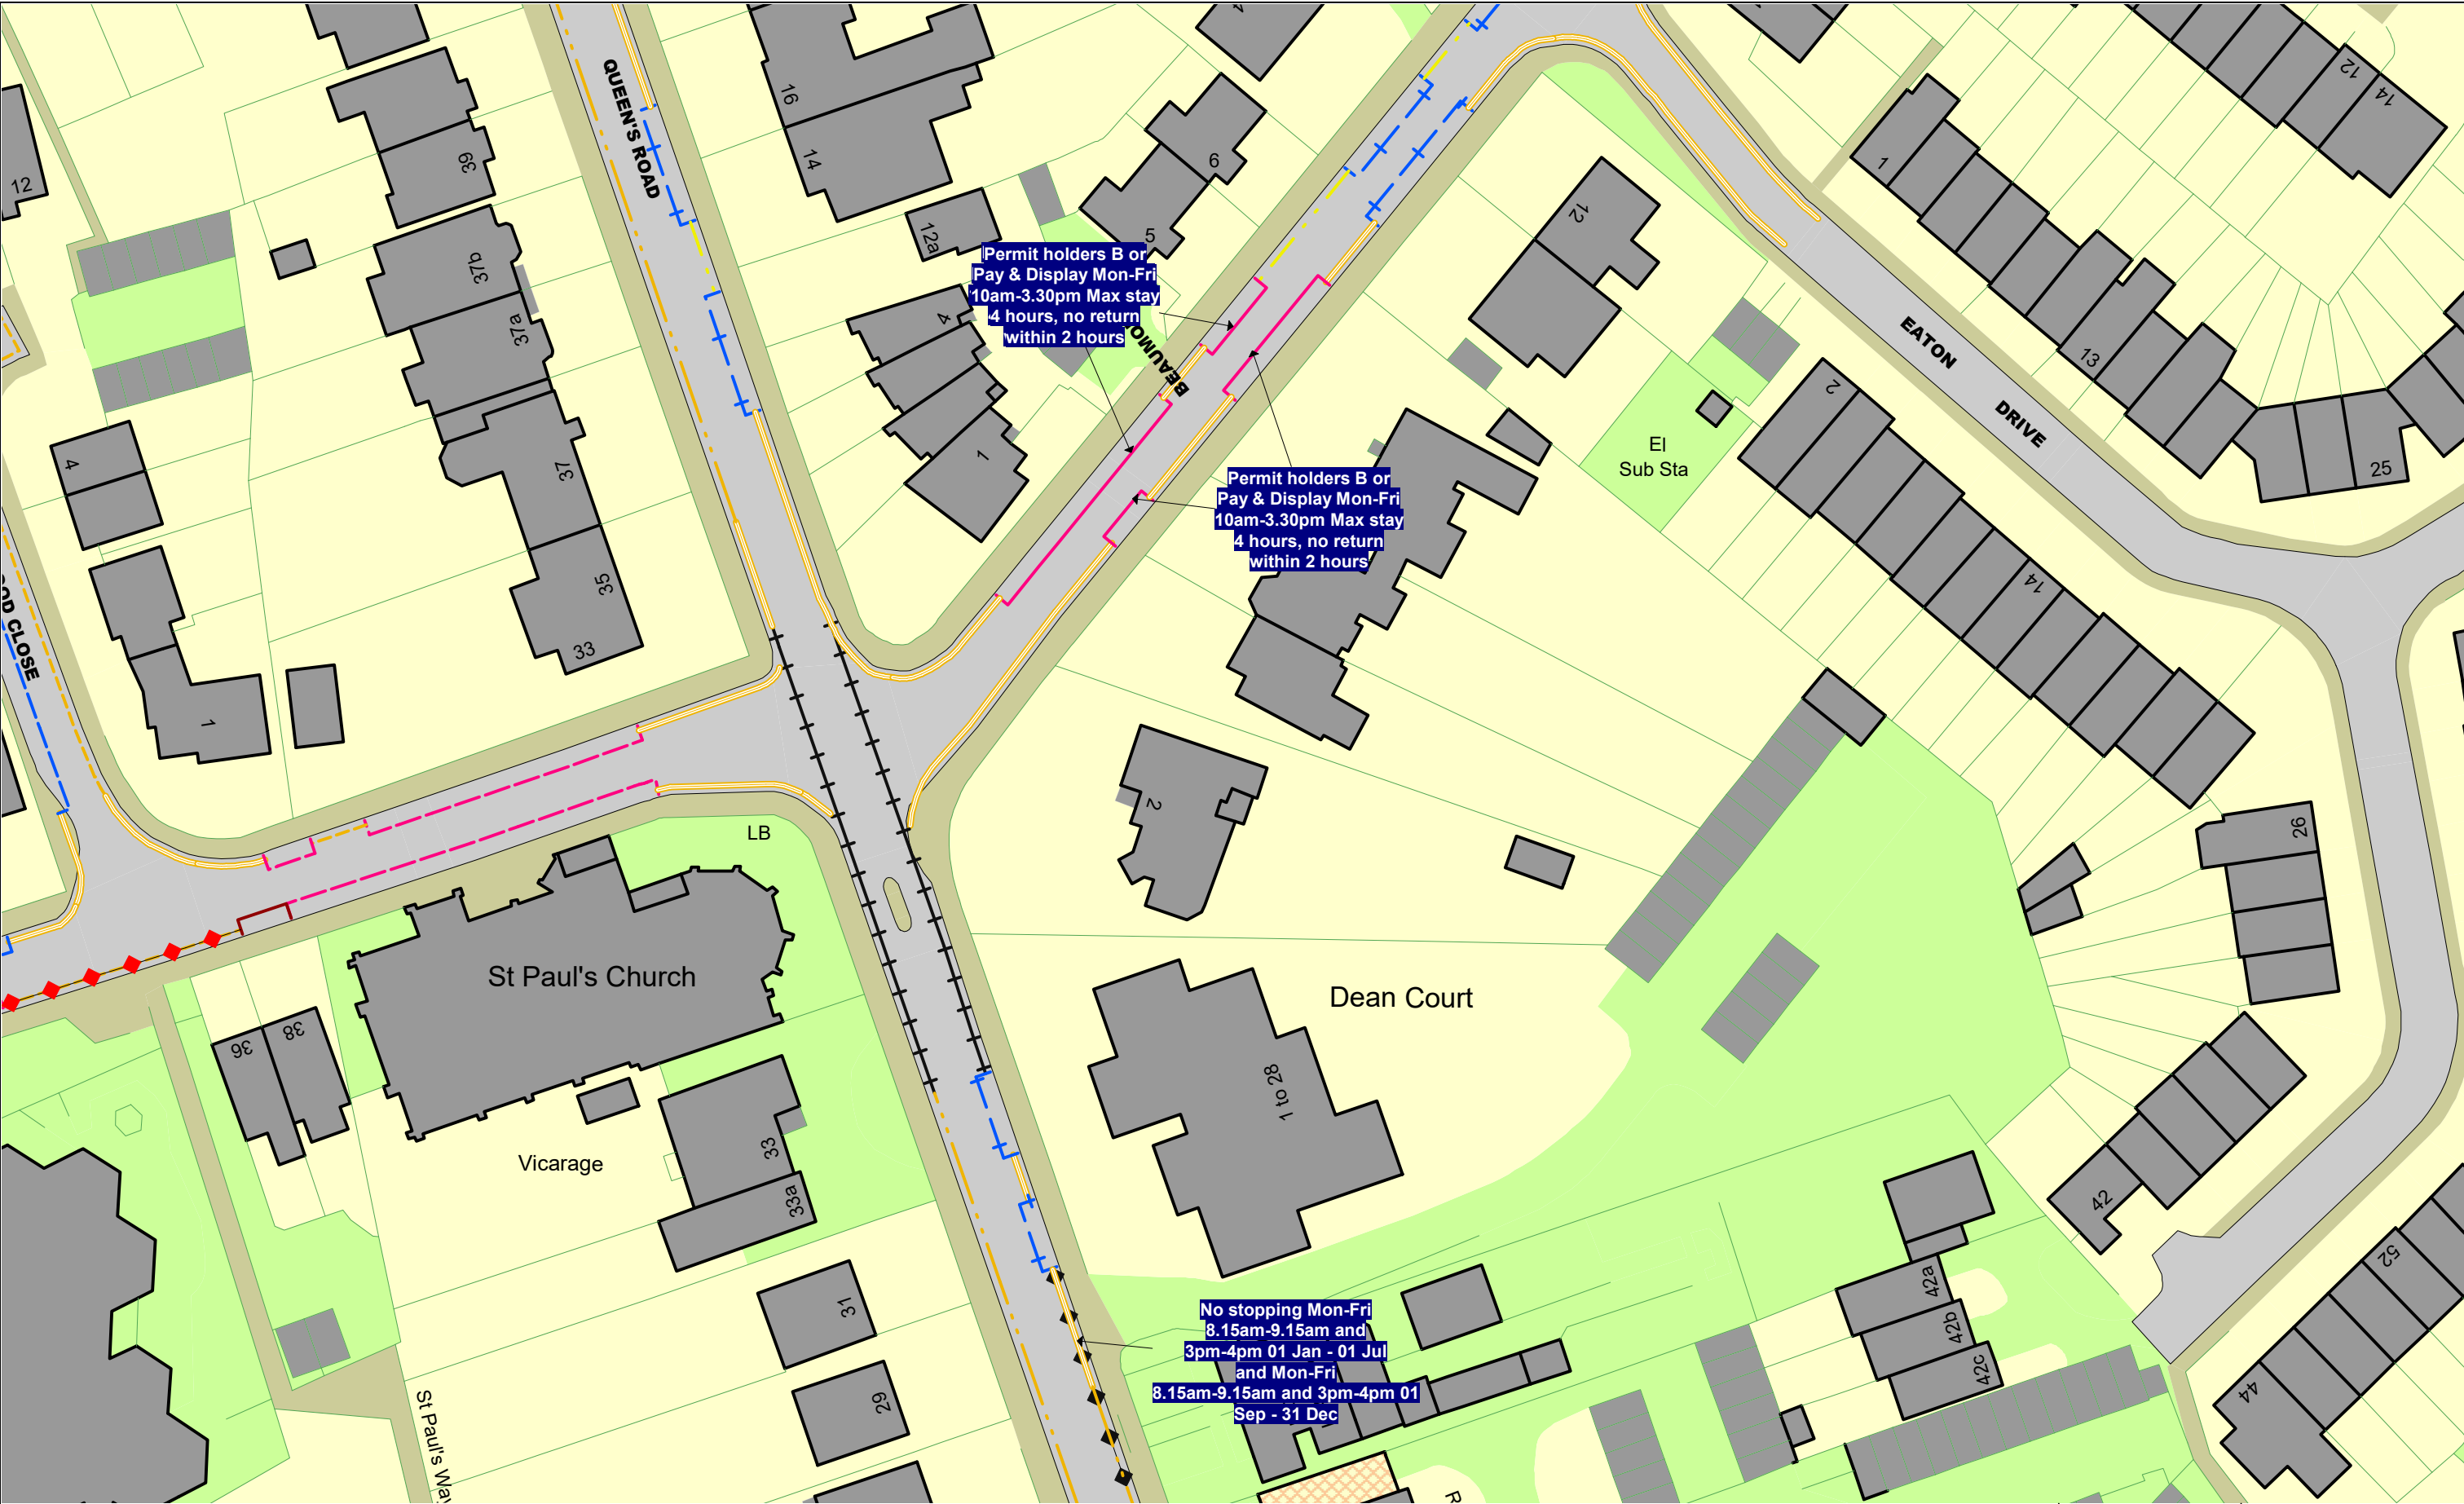 QUEEN'S ROAD
12
39
37b
37a
37
35
33
4
1
OOD CLOSE
16
14
12a
4
1
5
6
BEAUMO
Permit holders B or
Pay & Display Mon-Fri
10am-3.30pm Max stay
4 hours, no return
within 2 hours
Permit holders B or
Pay & Display Mon-Fri
10am-3.30pm Max stay
4 hours, no return
within 2 hours
12
El
Sub Sta
EATON
DRIVE
1
13
25
12
14
2
14
26
42
52
44
42a
42b
42c
2
LB
St Paul's Church
36
38
Vicarage
33
33a
31
29
St Paul's Way
Dean Court
1 to 28
No stopping Mon-Fri
8.15am-9.15am and
3pm-4pm 01 Jan - 01 Jul
and Mon-Fri
8.15am-9.15am and 3pm-4pm 01
Sep - 31 Dec
R